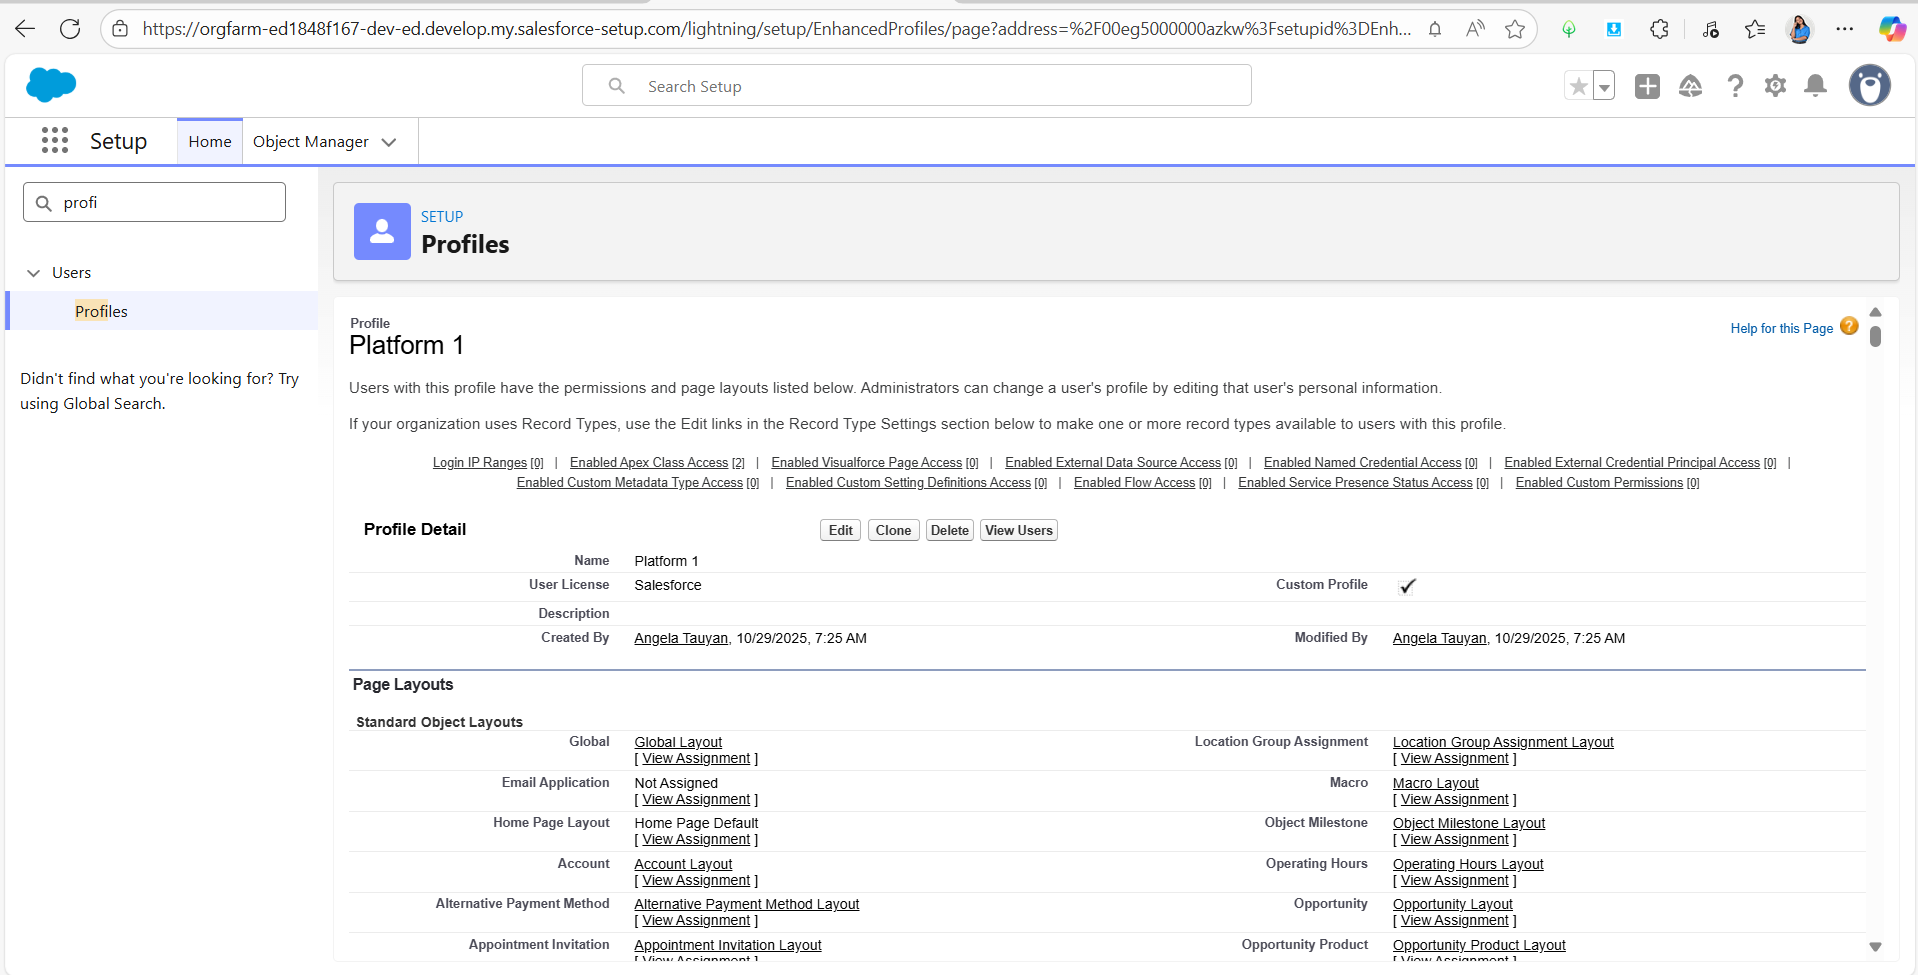 https://orgfarm-ed1848f167-dev-ed.develop.my.salesforce-setup.com/lightning/setup/EnhancedProfiles/page?address=%2F00eg5000000azkw%3Fsetupid%3DEnh...
Search Setup
Setup
Home
Object Manager
profi
Users
Profiles
Didn't find what you're looking for? Try
using Global Search.
SETUP
Profiles
Profile
Platform 1
Help for this Page
Users with this profile have the permissions and page layouts listed below. Administrators can change a user's profile by editing that user's personal information.
If your organization uses Record Types, use the Edit links in the Record Type Settings section below to make one or more record types available to users with this profile.
Login IP Ranges [0] | Enabled Apex Class Access [2] | Enabled Visualforce Page Access [0] | Enabled External Data Source Access [0] | Enabled Named Credential Access [0] | Enabled External Credential Principal Access [0] |
Enabled Custom Metadata Type Access [0] | Enabled Custom Setting Definitions Access [0] | Enabled Flow Access [0] | Enabled Service Presence Status Access [0] | Enabled Custom Permissions [0]
Profile Detail Edit Clone Delete View Users
Name Platform 1
User License Salesforce Custom Profile ✓
Description
Created By Angela Tauyan, 10/29/2025, 7:25 AM Modified By Angela Tauyan, 10/29/2025, 7:25 AM
Page Layouts
Standard Object Layouts
Global Global Layout Location Group Assignment Location Group Assignment Layout
[ View Assignment ] [ View Assignment ]
Email Application Not Assigned Macro Macro Layout
[ View Assignment ] [ View Assignment ]
Home Page Layout Home Page Default Object Milestone Object Milestone Layout
[ View Assignment ] [ View Assignment ]
Account Account Layout Operating Hours Operating Hours Layout
[ View Assignment ] [ View Assignment ]
Alternative Payment Method Alternative Payment Method Layout Opportunity Opportunity Layout
[ View Assignment ] [ View Assignment ]
Appointment Invitation Appointment Invitation Layout Opportunity Product Opportunity Product Layout
[ View Assignment ] [ View Assignment ]